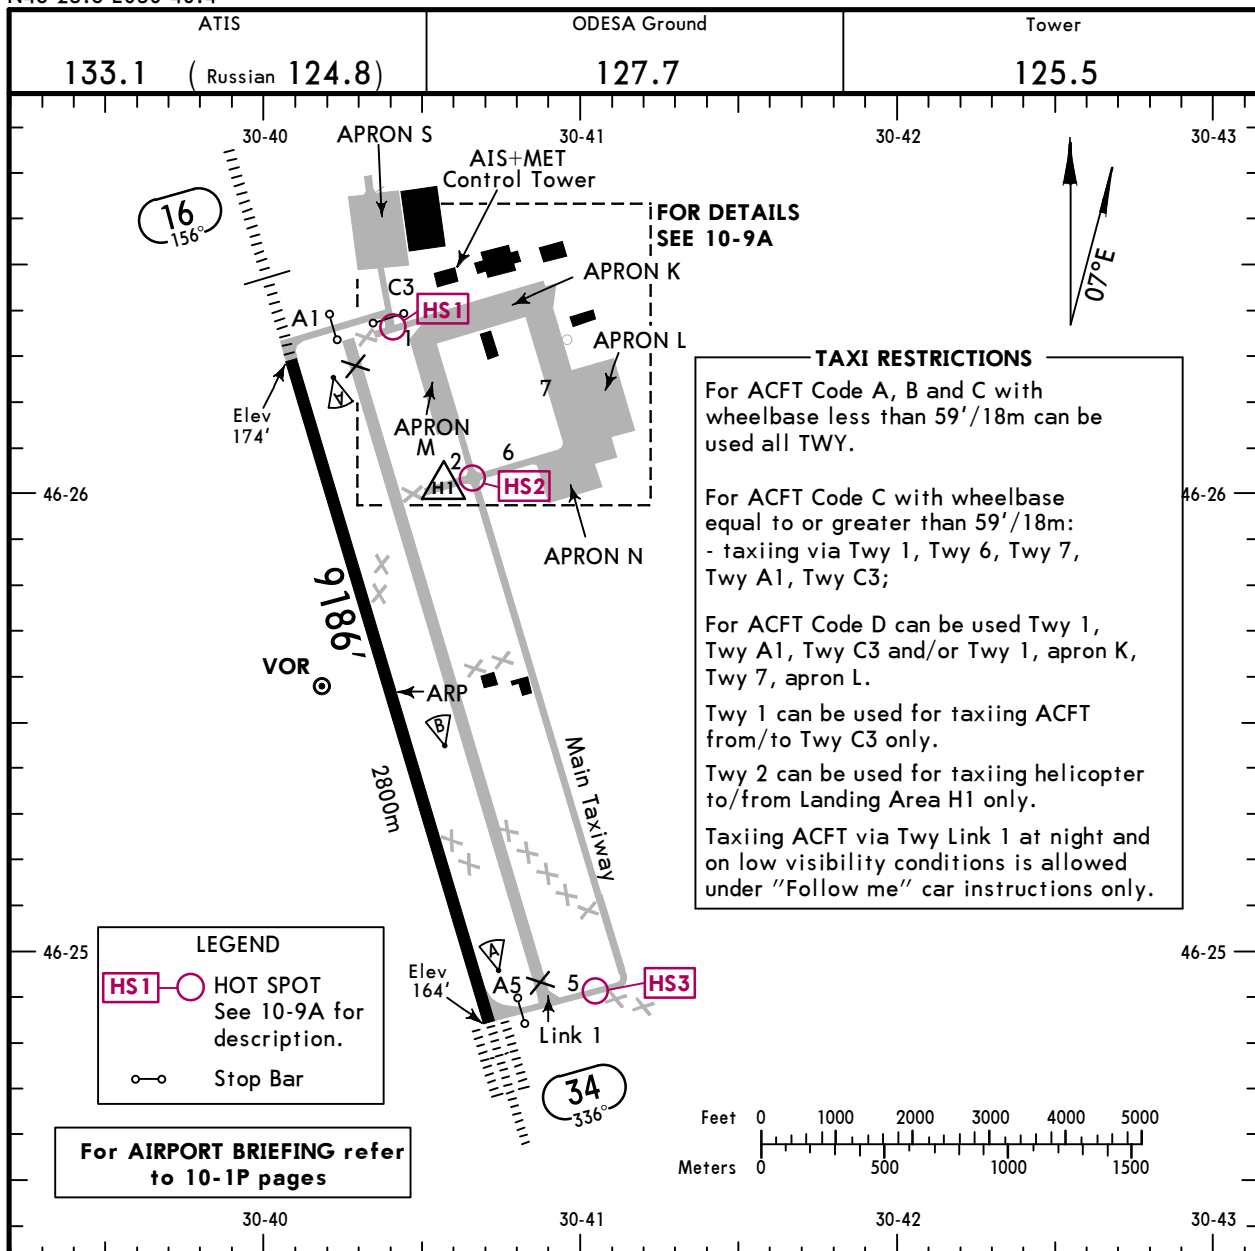 ATIS
ODESA Ground
Tower
133.1 ( Russian 124.8)
127.7
125.5
30-40
30-41
30-42
30-43
APRON S
AIS+MET
Control Tower
16
156°
FOR DETAILS
SEE 10-9A
07°E
APRON K
C3
HS1
A1
1
APRON L
A
7
Elev
174'
APRON
M
2
6
H1
HS2
46-26
46-26
APRON N
TAXI RESTRICTIONS
For ACFT Code A, B and C with
wheelbase less than 59'/18m can be
used all TWY.
For ACFT Code C with wheelbase
equal to or greater than 59'/18m:
- taxiing via Twy 1, Twy 6, Twy 7,
Twy A1, Twy C3;
For ACFT Code D can be used Twy 1,
Twy A1, Twy C3 and/or Twy 1, apron K,
Twy 7, apron L.
Twy 1 can be used for taxiing ACFT
from/to Twy C3 only.
Twy 2 can be used for taxiing helicopter
to/from Landing Area H1 only.
Taxiing ACFT via Twy Link 1 at night and
on low visibility conditions is allowed
under "Follow me" car instructions only.
9186'
VOR
ARP
B
2800m
Main Taxiway
46-25
46-25
A
Elev
164'
A5
5
HS3
Link 1
34
336°
LEGEND
HS1
HOT SPOT
See 10-9A for
description.
Stop Bar
For AIRPORT BRIEFING refer
to 10-1P pages
Feet 0 1000 2000 3000 4000 5000
Meters 0 500 1000 1500
30-40
30-41
30-42
30-43